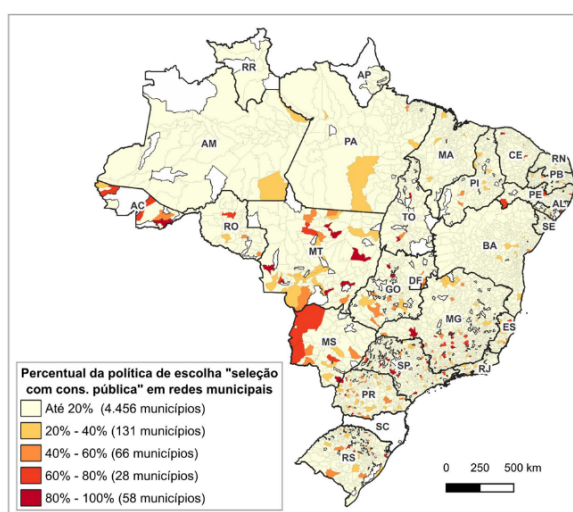 RR
AP
AM
PA
MA
CE
RN
PB
PE
AL
SE
PI
AC
RO
TO
MT
BA
GO
DF
MG
ES
MS
SP
RJ
PR
SC
RS
Percentual da política de escolha "seleção
com cons. pública" em redes municipais
Até 20% (4.456 municípios)
20% - 40% (131 municípios)
40% - 60% (66 municípios)
60% - 80% (28 municípios)
80% - 100% (58 municípios)
0 250 500 km